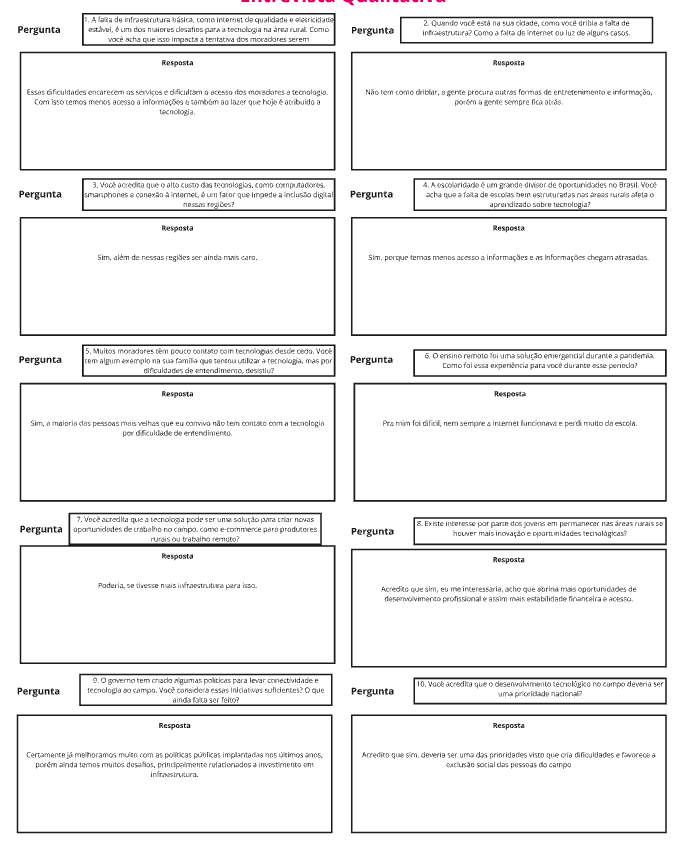 Entrevista Qualitativa
Pergunta
1. A falta de infraestrutura básica, como internet de qualidade e eletricidade
estável, é um dos maiores desafios para a tecnologia na área rural. Como
você acha que isso impacta a tentativa dos moradores serem
Resposta
Essas dificuldades encarecem os serviços e dificultam o acesso dos moradores a tecnologia.
Com isso temos menos acesso a informações e também ao lazer que hoje é atribuído a
tecnologia.
Pergunta
2. Quando você está na sua cidade, como você dribla a falta de
infraestrutura? Como a falta de internet ou luz de alguns casos.
Resposta
Não tem como driblar, a gente procura outras formas de entretenimento e informação,
porém a gente sempre fica atrás.
Pergunta
3. Você acredita que o alto custo das tecnologias, como computadores,
smartphones e conexão à internet, é um fator que impede a inclusão digital
nessas regiões?
Resposta
Sim, além de nessas regiões ser ainda mais caro.
Pergunta
4. A escolaridade é um grande divisor de oportunidades no Brasil. Você
acha que a falta de escolas bem estruturadas nas áreas rurais afeta o
aprendizado sobre tecnologia?
Resposta
Sim, porque temos menos acesso a informações e as informações chegam atrasadas.
Pergunta
5. Muitos moradores têm pouco contato com tecnologias desde cedo. Você
tem algum exemplo na sua família que tentou utilizar a tecnologia, mas por
dificuldades de entendimento, desistiu?
Resposta
Sim, a maioria das pessoas mais velhas que eu convivo não tem contato com a tecnologia
por dificuldade de entendimento.
Pergunta
6. O ensino remoto foi uma solução emergencial durante a pandemia.
Como foi essa experiência para você durante esse período?
Resposta
Pra mim foi difícil, nem sempre a internet funcionava e perdi muito da escola.
Pergunta
7. Você acredita que a tecnologia pode ser uma solução para criar novas
oportunidades de trabalho no campo, como e-commerce para produtores
rurais ou trabalho remoto?
Resposta
Poderia, se tivesse mais infraestrutura para isso.
Pergunta
8. Existe interesse por parte dos jovens em permanecer nas áreas rurais se
houver mais inovação e oportunidades tecnológicas?
Resposta
Acredito que sim, eu me interessaria, acho que abriria mais oportunidades de
desenvolvimento profissional e assim mais estabilidade financeira e acesso.
Pergunta
9. O governo tem criado algumas políticas para levar conectividade e
tecnologia ao campo. Você considera essas iniciativas suficientes? O que
ainda falta ser feito?
Resposta
Certamente já melhoramos muito com as políticas públicas implantadas nos últimos anos,
porém ainda temos muitos desafios, principalmente relacionados a investimento em
infraestrutura.
Pergunta
10. Você acredita que o desenvolvimento tecnológico no campo deveria ser
uma prioridade nacional?
Resposta
Acredito que sim, deveria ser uma das prioridades visto que cria dificuldades e favorece a
exclusão social das pessoas do campo